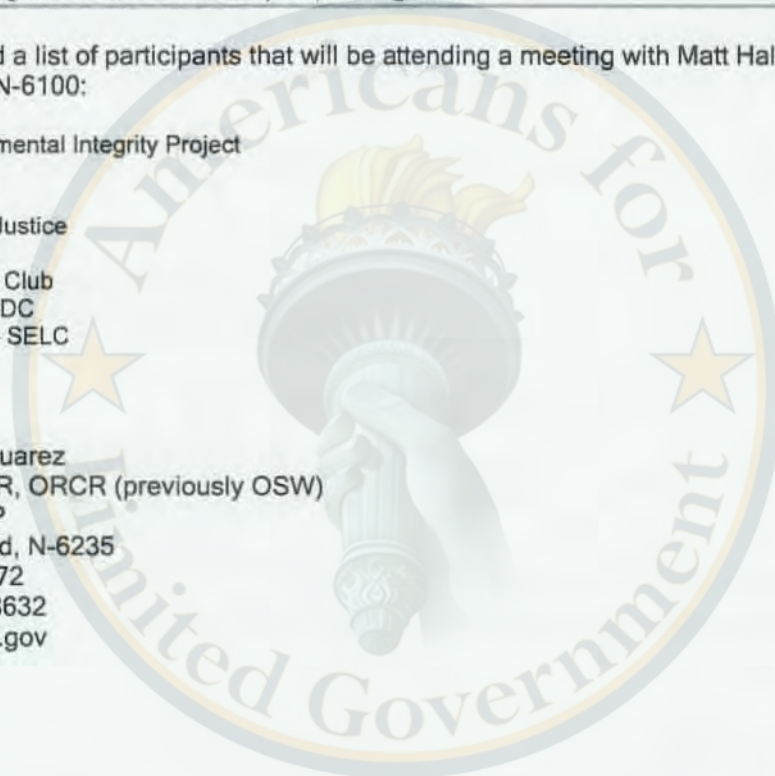 d a list of participants that will be attending a meeting with Matt Hal
N-6100:
mental Integrity Project
Justice
Club
DC
SELC
uarez
R, ORCR (previously OSW)
d, N-6235
72
3632
.gov
Americans for
Limited Government